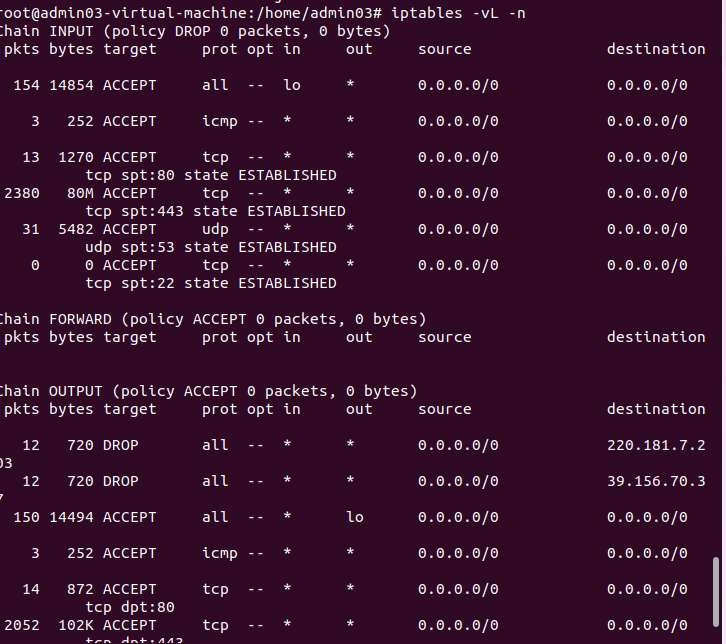 root@admin03-virtual-machine:/home/admin03# iptables -vL -n
Chain INPUT (policy DROP 0 packets, 0 bytes)
pkts bytes target     prot opt in     out     source               destination
 154 14854 ACCEPT     all  --  lo     *       0.0.0.0/0            0.0.0.0/0
   3   252 ACCEPT     icmp --  *      *       0.0.0.0/0            0.0.0.0/0
  13  1270 ACCEPT     tcp  --  *      *       0.0.0.0/0            0.0.0.0/0
         tcp spt:80 state ESTABLISHED
2380   80M ACCEPT     tcp  --  *      *       0.0.0.0/0            0.0.0.0/0
         tcp spt:443 state ESTABLISHED
  31  5482 ACCEPT     udp  --  *      *       0.0.0.0/0            0.0.0.0/0
         udp spt:53 state ESTABLISHED
   0     0 ACCEPT     tcp  --  *      *       0.0.0.0/0            0.0.0.0/0
         tcp spt:22 state ESTABLISHED
Chain FORWARD (policy ACCEPT 0 packets, 0 bytes)
pkts bytes target     prot opt in     out     source               destination
Chain OUTPUT (policy ACCEPT 0 packets, 0 bytes)
pkts bytes target     prot opt in     out     source               destination
  12   720 DROP       all  --  *      *       0.0.0.0/0            220.181.7.2
03
  12   720 DROP       all  --  *      *       0.0.0.0/0            39.156.70.3
7
 150 14494 ACCEPT     all  --  *      lo      0.0.0.0/0            0.0.0.0/0
   3   252 ACCEPT     icmp --  *      *       0.0.0.0/0            0.0.0.0/0
  14   872 ACCEPT     tcp  --  *      *       0.0.0.0/0            0.0.0.0/0
         tcp dpt:80
2052  102K ACCEPT     tcp  --  *      *       0.0.0.0/0            0.0.0.0/0
         tcp dpt:443